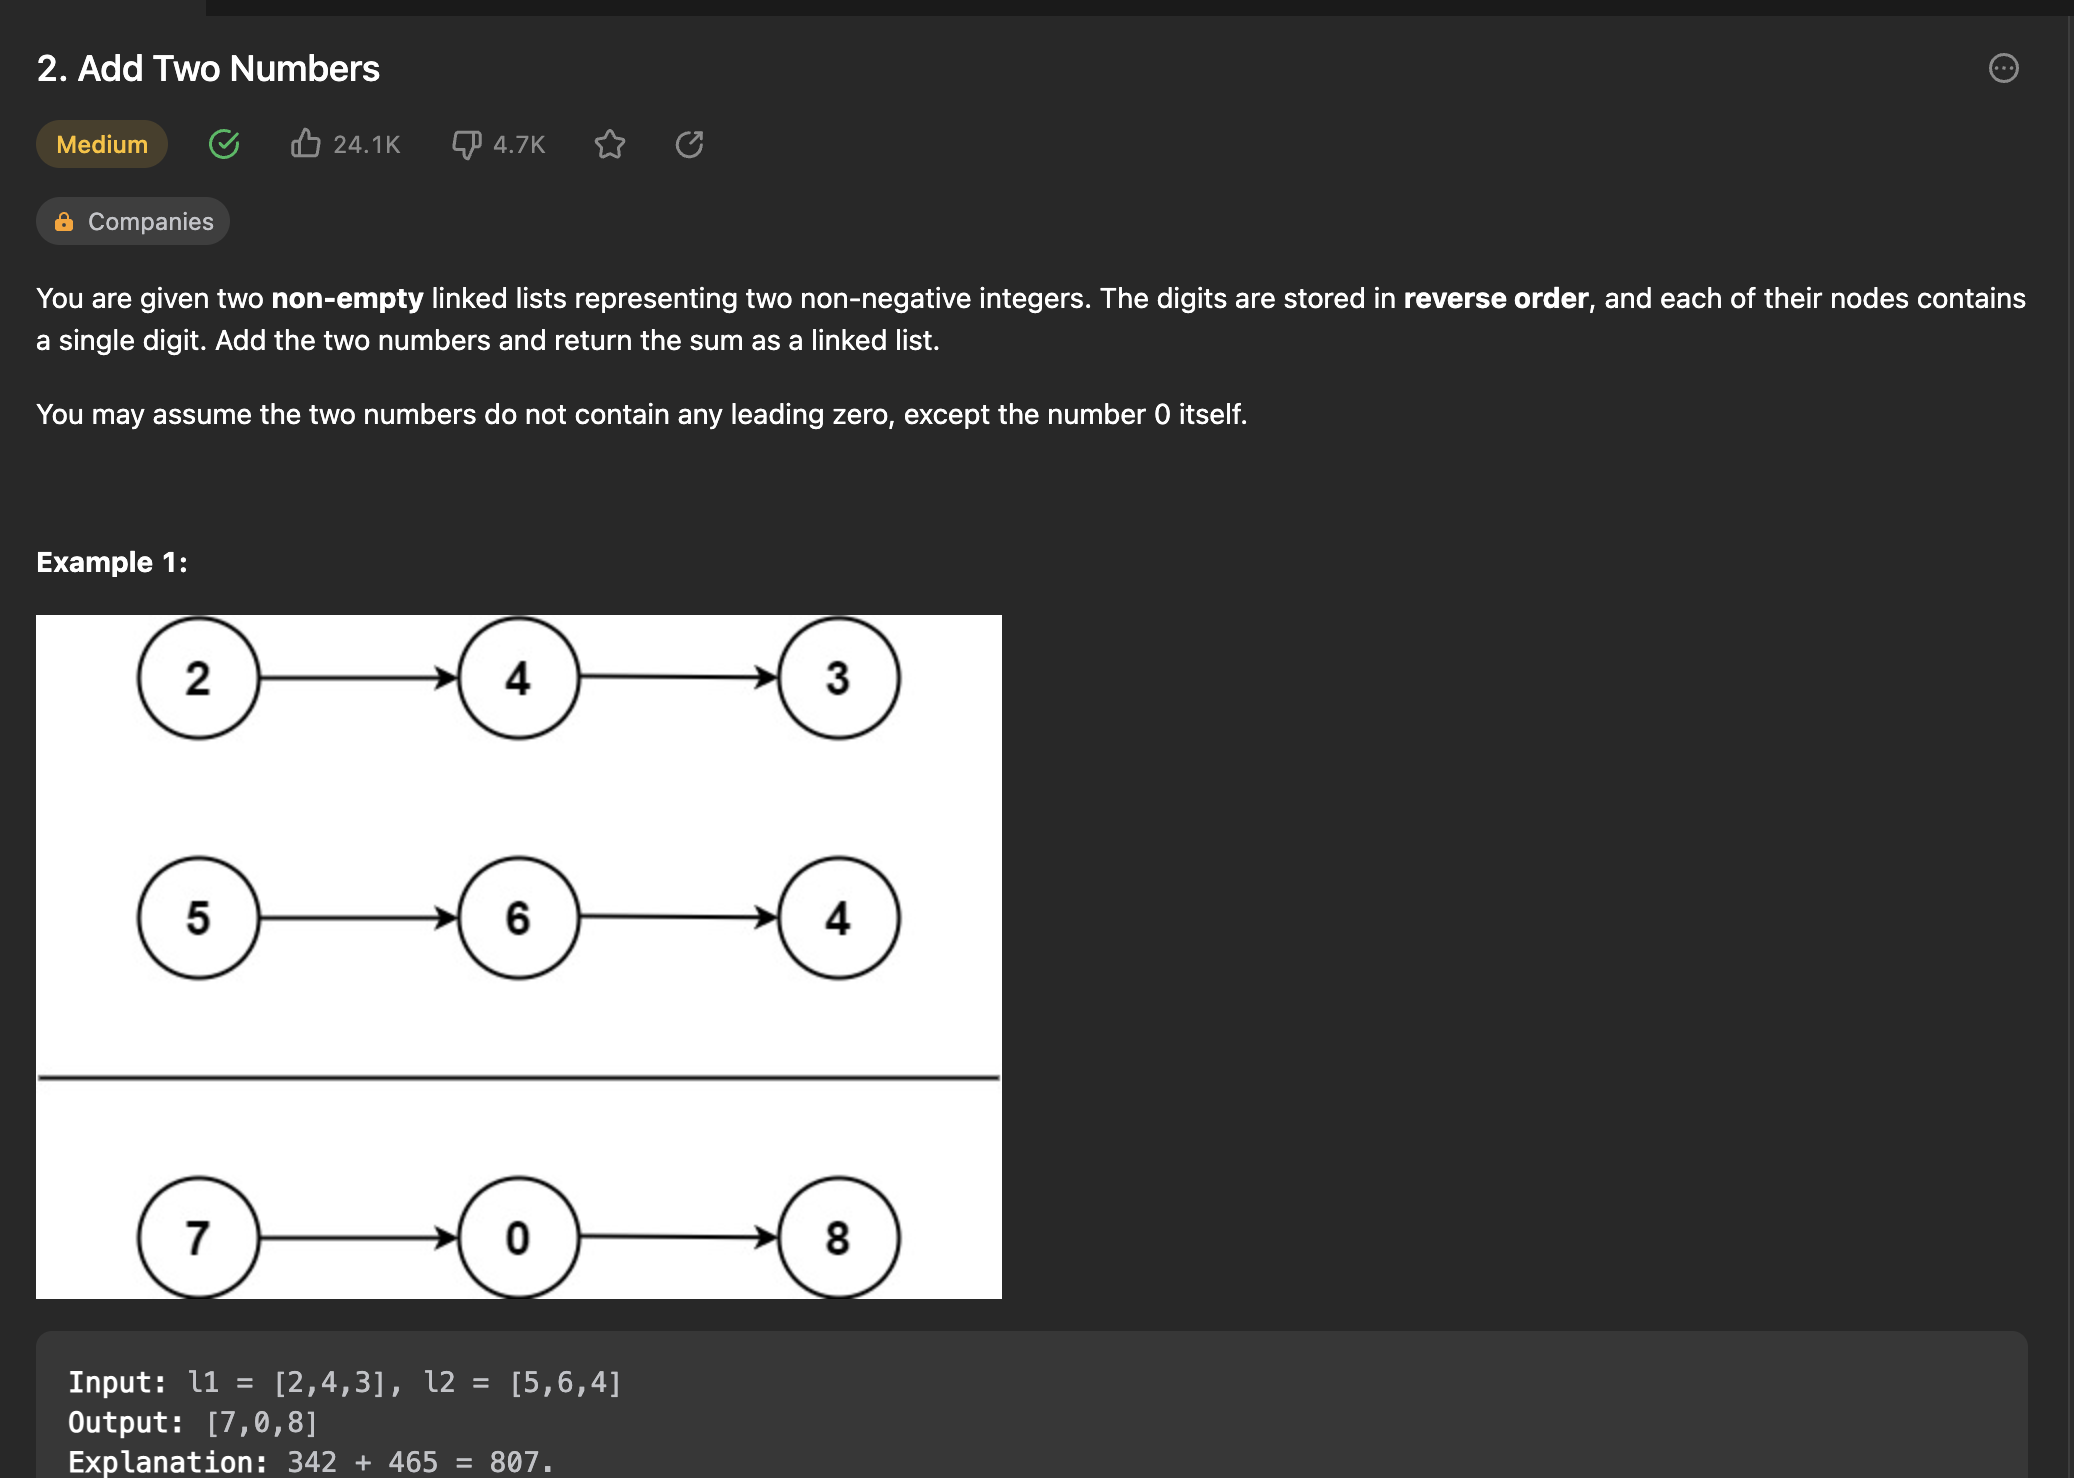 2. Add Two Numbers
Medium 24.1K 4.7K
Companies
You are given two non-empty linked lists representing two non-negative integers. The digits are stored in reverse order, and each of their nodes contains
a single digit. Add the two numbers and return the sum as a linked list.
You may assume the two numbers do not contain any leading zero, except the number 0 itself.
Example 1:
2 4 3
5 6 4
7 0 8
Input: l1 = [2,4,3], l2 = [5,6,4]
Output: [7,0,8]
Explanation: 342 + 465 = 807.